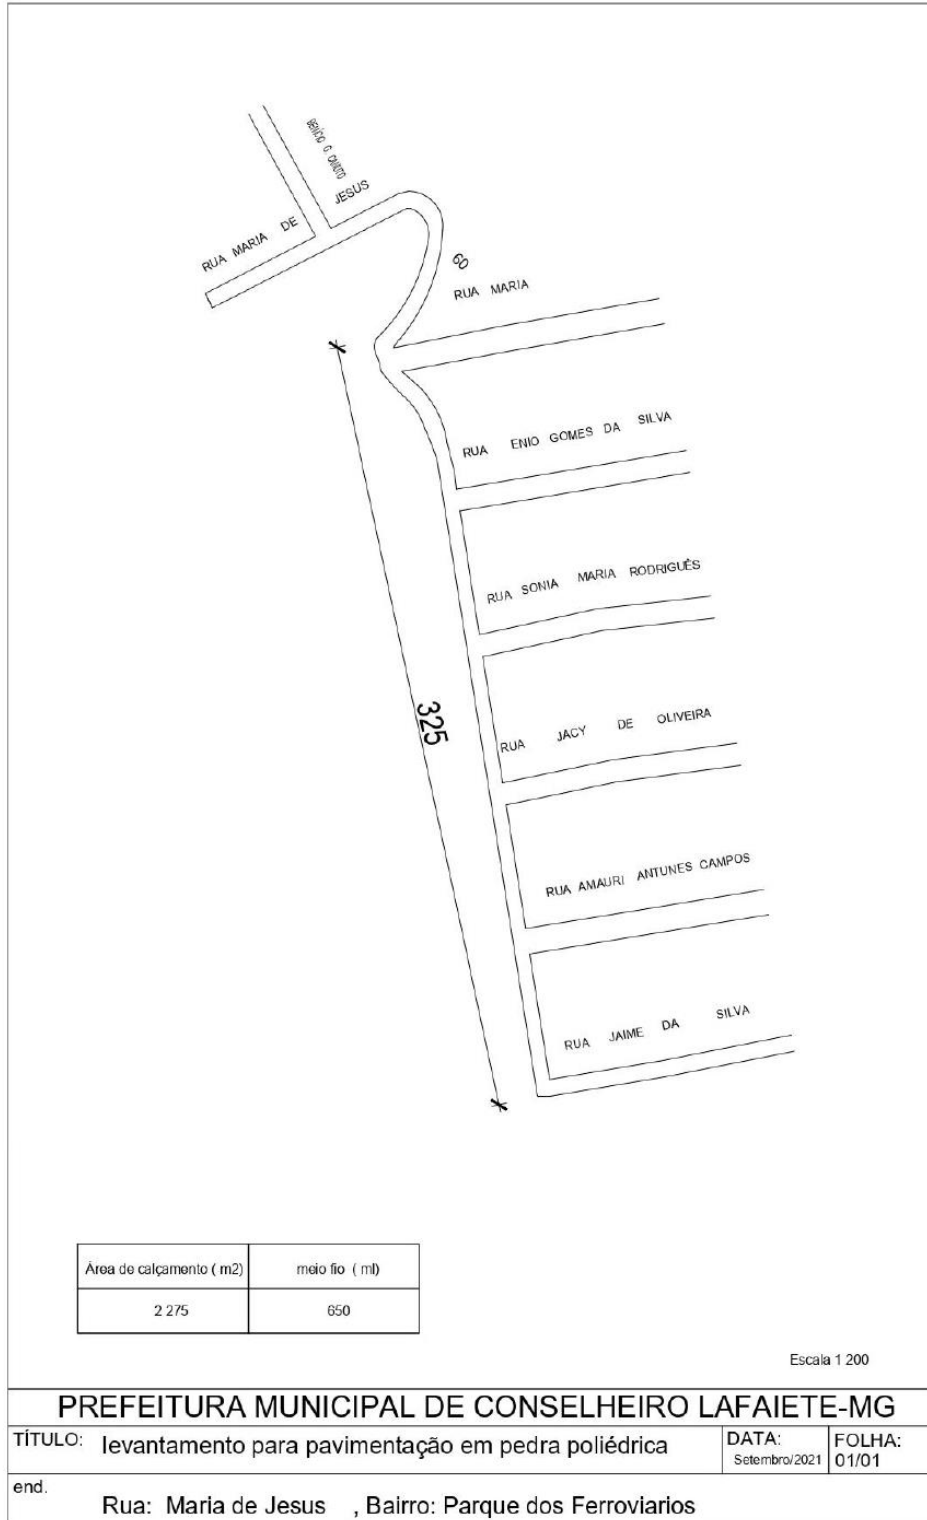 BENÍCIO G. CANUTO
RUA MARIA DE JESUS
60
RUA MARIA
RUA ENIO GOMES DA SILVA
RUA SONIA MARIA RODRIGUÊS
325
RUA JACY DE OLIVEIRA
RUA AMAURI ANTUNES CAMPOS
RUA JAIME DA SILVA
Área de calçamento ( m2) meio fio ( ml)
2 275 650
Escala 1 200
PREFEITURA MUNICIPAL DE CONSELHEIRO LAFAIETE-MG
TÍTULO: levantamento para pavimentação em pedra poliédrica
DATA: Setembro/2021
FOLHA: 01/01
end.
Rua: Maria de Jesus , Bairro: Parque dos Ferroviarios